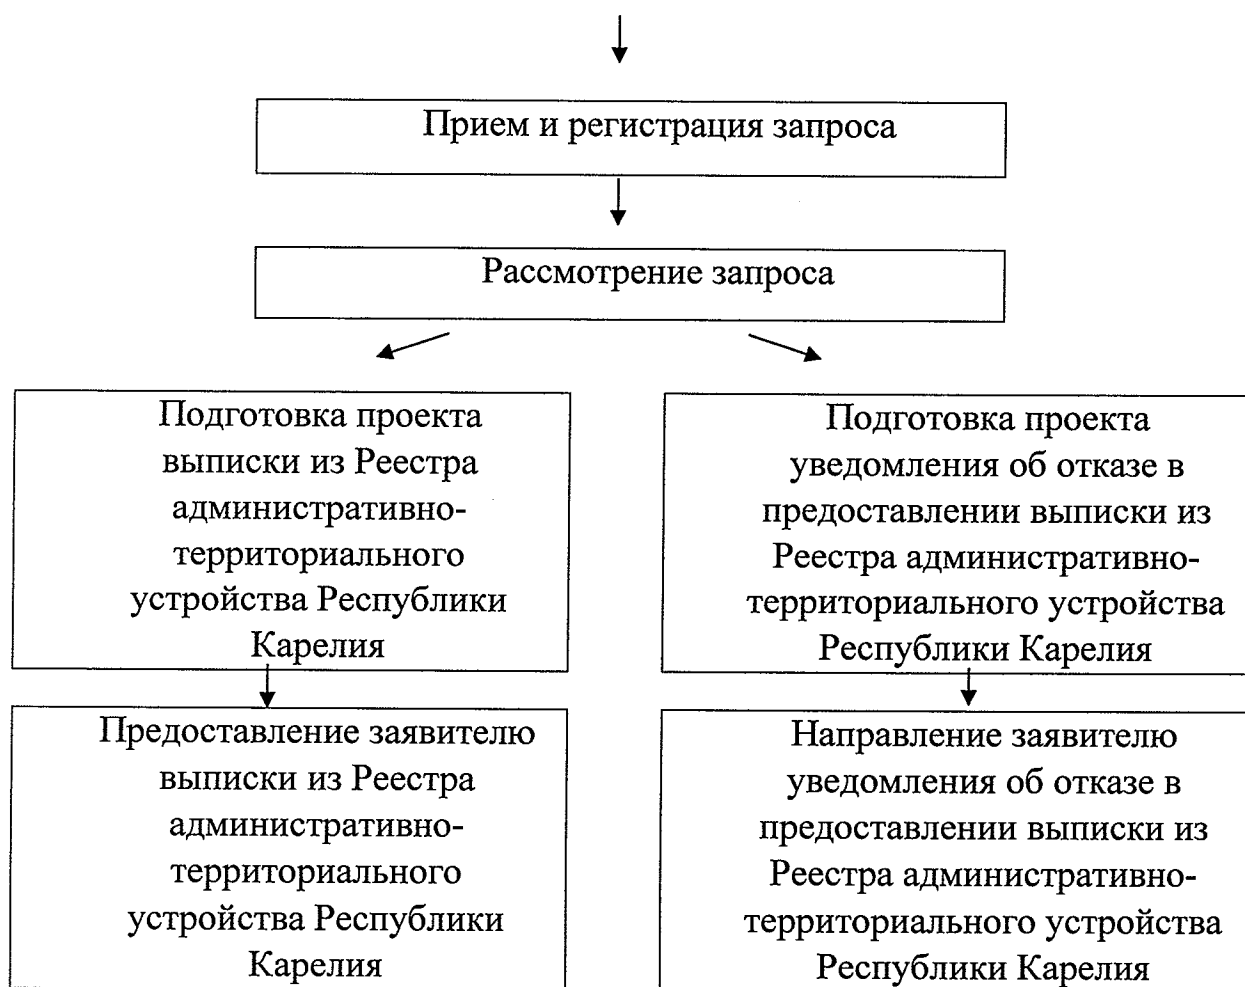 Прием и регистрация запроса
Рассмотрение запроса
Подготовка проекта
выписки из Реестра
административно-
территориального
устройства Республики
Карелия
Подготовка проекта
уведомления об отказе в
предоставлении выписки из
Реестра административно-
территориального устройства
Республики Карелия
Предоставление заявителю
выписки из Реестра
административно-
территориального
устройства Республики
Карелия
Направление заявителю
уведомления об отказе в
предоставлении выписки из
Реестра административно-
территориального устройства
Республики Карелия